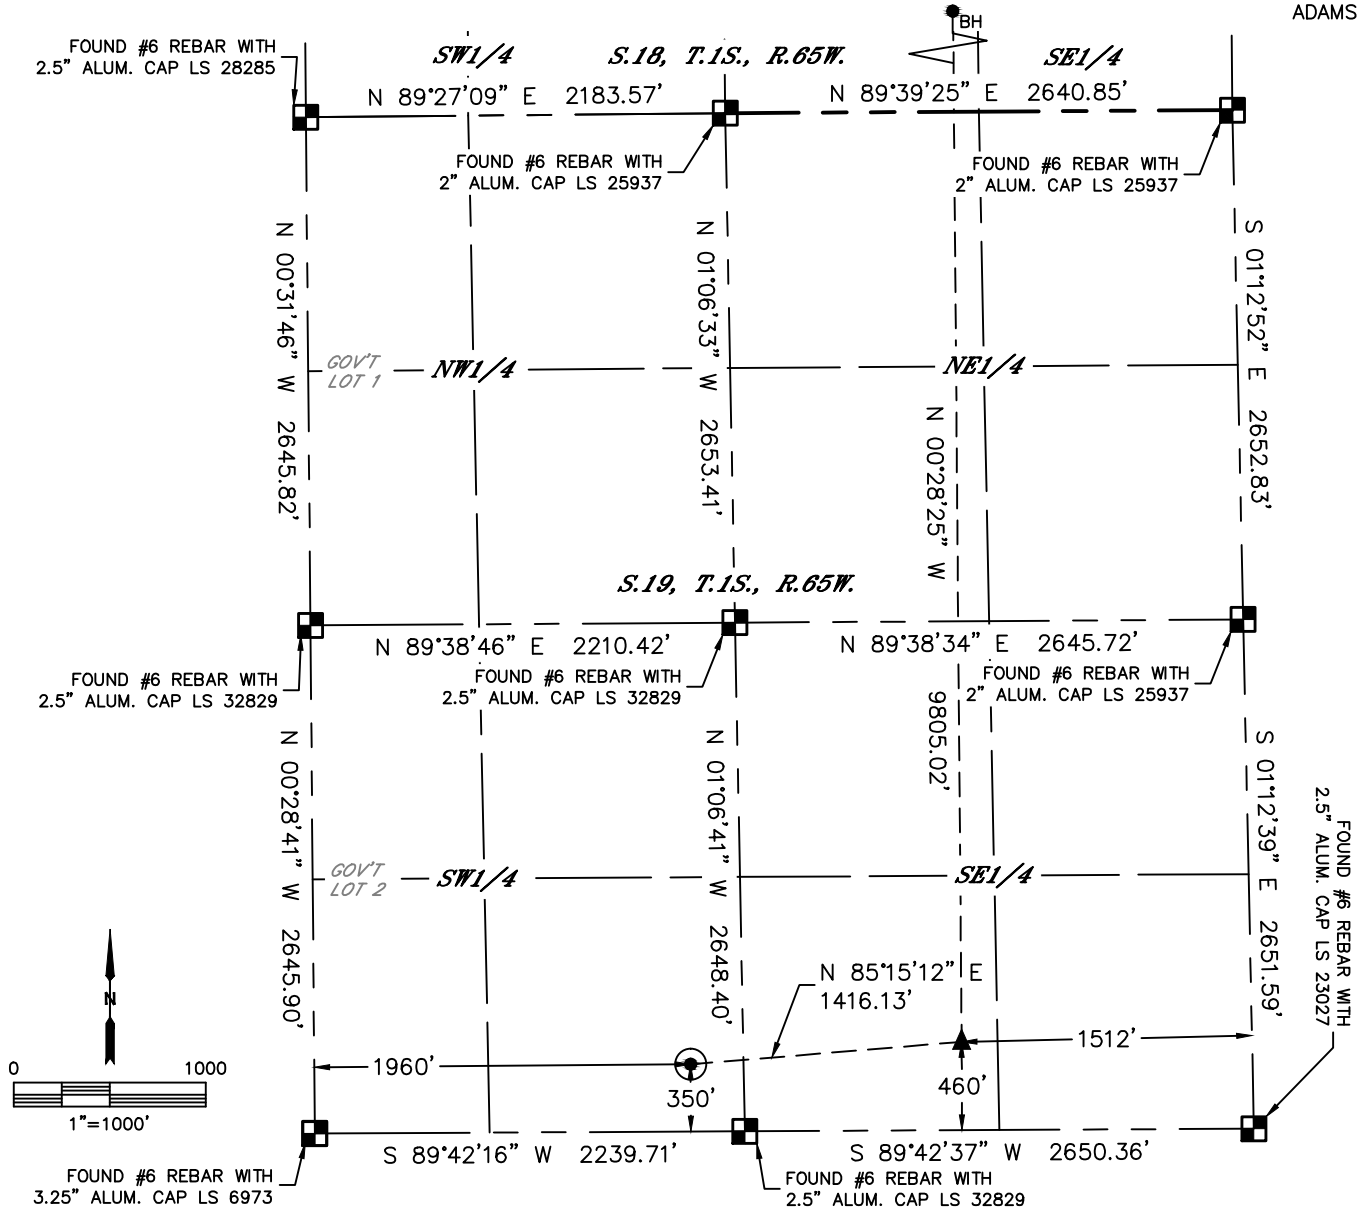 ADAMS
BH
FOUND #6 REBAR WITH
2.5" ALUM. CAP LS 28285
SW1/4
S.18, T.1S., R.65W.
SE1/4
N 89°27'09" E 2183.57'
N 89°39'25" E 2640.85'
FOUND #6 REBAR WITH
2" ALUM. CAP LS 25937
FOUND #6 REBAR WITH
2" ALUM. CAP LS 25937
N 00°31'46" W 2645.82'
N 01°06'33" W 2653.41'
S 01°12'52" E 2652.83'
GOV'T
LOT 1
NW1/4
NE1/4
N 00°28'25" W 9805.02'
S.19, T.1S., R.65W.
N 89°38'46" E 2210.42'
N 89°38'34" E 2645.72'
FOUND #6 REBAR WITH
2.5" ALUM. CAP LS 32829
FOUND #6 REBAR WITH
2.5" ALUM. CAP LS 32829
FOUND #6 REBAR WITH
2" ALUM. CAP LS 25937
N 00°28'41" W 2645.90'
N 01°06'41" W 2648.40'
S 01°12'39" E 2651.59'
FOUND #6 REBAR WITH
2.5" ALUM. CAP LS 23027
GOV'T
LOT 2
SW1/4
SE1/4
N 85°15'12" E
1416.13'
N
0 1000
1"=1000'
1960'
350'
460'
1512'
S 89°42'16" W 2239.71'
S 89°42'37" W 2650.36'
FOUND #6 REBAR WITH
3.25" ALUM. CAP LS 6973
FOUND #6 REBAR WITH
2.5" ALUM. CAP LS 32829